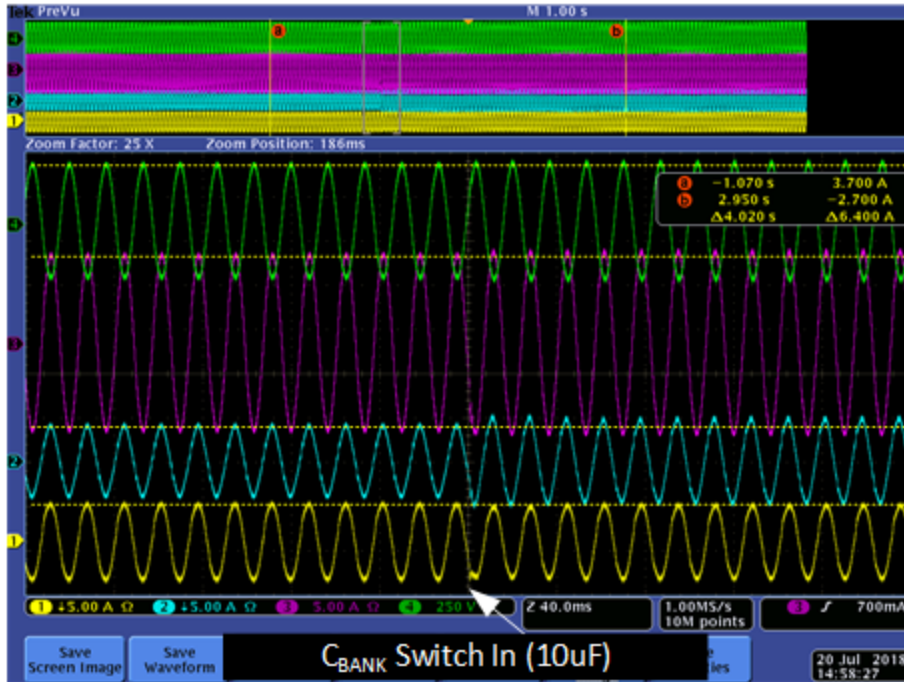 Tek PreVu M 1.00 s
a b
4
3
2
1
Zoom Factor: 25 X Zoom Position: 186ms
a −1.070 s 3.700 A
b 2.950 s −2.700 A
Δ4.020 s Δ6.400 A
4
3
2
1
1 ↓5.00 A Ω 2 ↓5.00 A Ω 3 5.00 A Ω 4 250 V Z 40.0ms 1.00MS/s 3 ƒ 700mA
10M points
Save Screen Image
Save Waveform
C_BANK Switch In (10uF)
20 Jul 2018
14:58:27